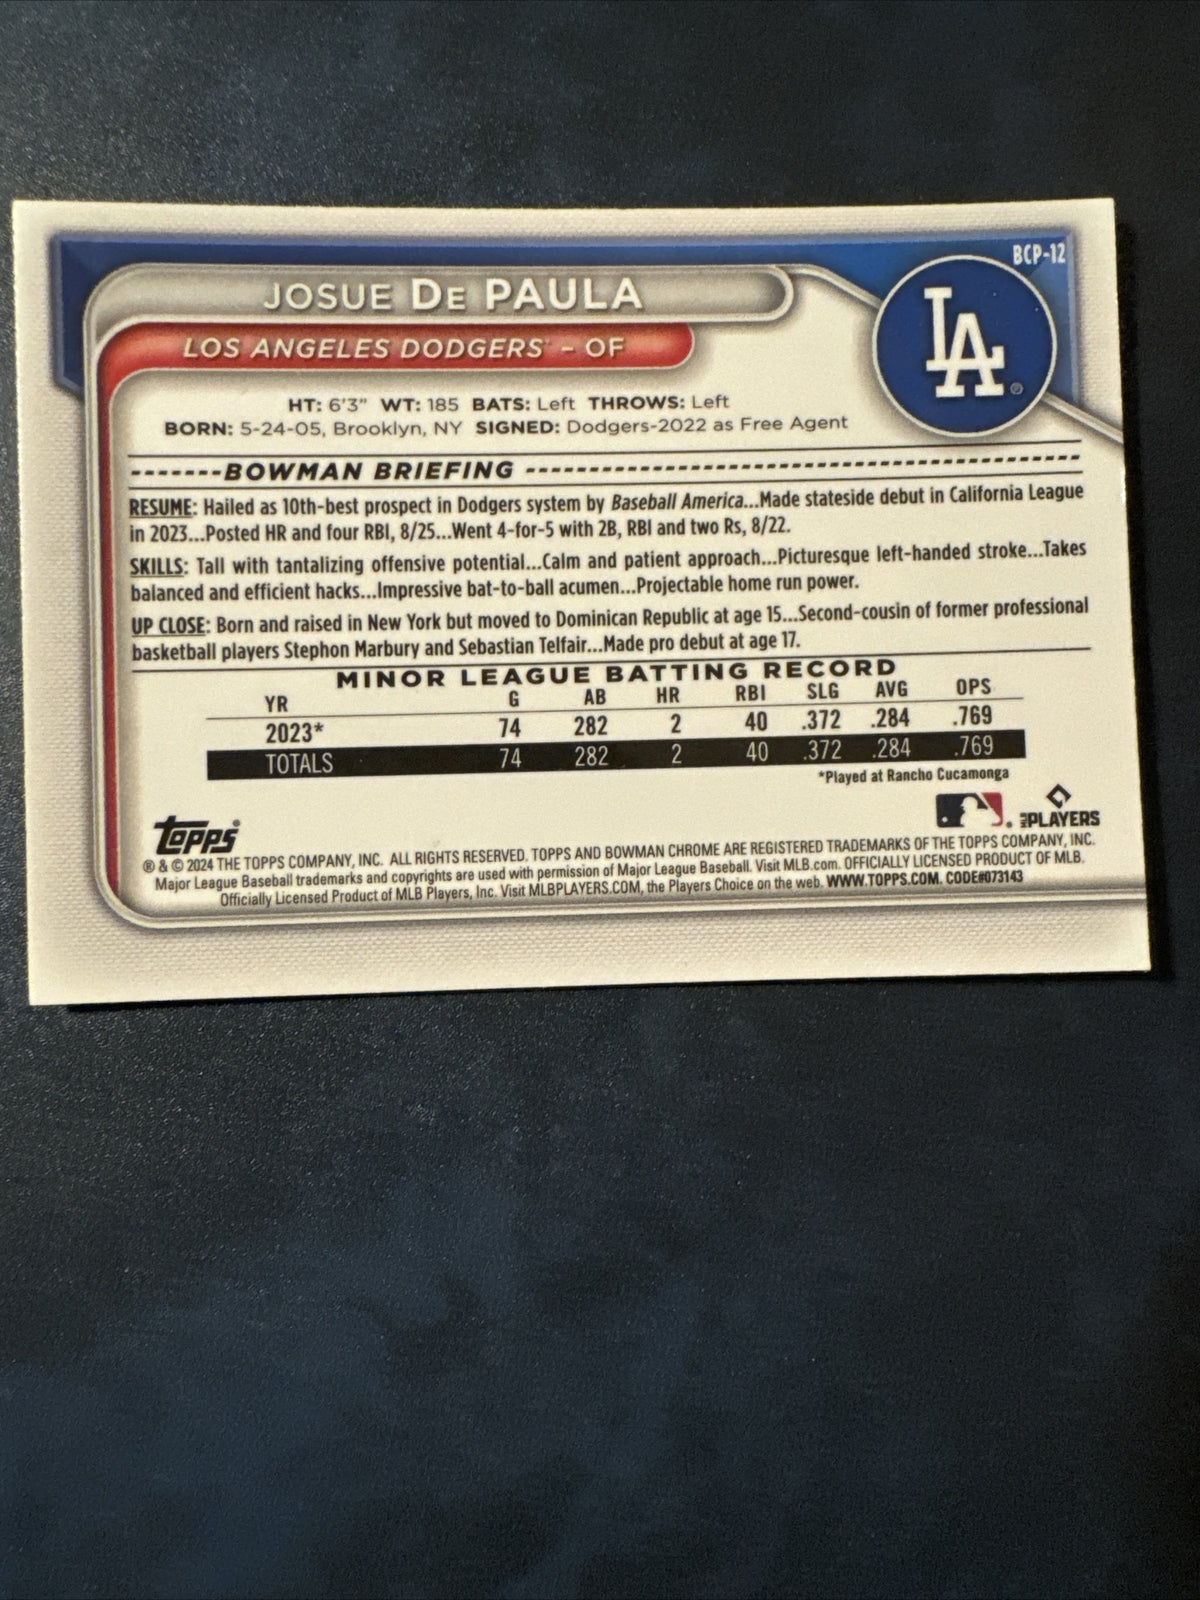 BCP-12
JOSUE DE PAULA
LOS ANGELES DODGERS - OF
LA
®
HT: 6'3" WT: 185 BATS: Left THROWS: Left
BORN: 5-24-05, Brooklyn, NY SIGNED: Dodgers-2022 as Free Agent
BOWMAN BRIEFING
RESUME: Hailed as 10th-best prospect in Dodgers system by Baseball America...Made stateside debut in California League
in 2023...Posted HR and four RBI, 8/25...Went 4-for-5 with 2B, RBI and two Rs, 8/22.
SKILLS: Tall with tantalizing offensive potential...Calm and patient approach...Picturesque left-handed stroke...Takes
balanced and efficient hacks...Impressive bat-to-ball acumen...Projectable home run power.
UP CLOSE: Born and raised in New York but moved to Dominican Republic at age 15...Second-cousin of former professional
basketball players Stephon Marbury and Sebastian Telfair...Made pro debut at age 17.
MINOR LEAGUE BATTING RECORD
YR G AB HR RBI SLG AVG OPS
2023* 74 282 2 40 .372 .284 .769
TOTALS 74 282 2 40 .372 .284 .769
*Played at Rancho Cucamonga
TOPPS®
PLAYERS
® & © 2024 THE TOPPS COMPANY, INC. ALL RIGHTS RESERVED. TOPPS AND BOWMAN CHROME ARE REGISTERED TRADEMARKS OF THE TOPPS COMPANY, INC.
Major League Baseball trademarks and copyrights are used with permission of Major League Baseball. Visit MLB.com. OFFICIALLY LICENSED PRODUCT OF MLB.
Officially Licensed Product of MLB Players, Inc. Visit MLBPLAYERS.COM, the Players Choice on the web. WWW.TOPPS.COM. CODE#073143